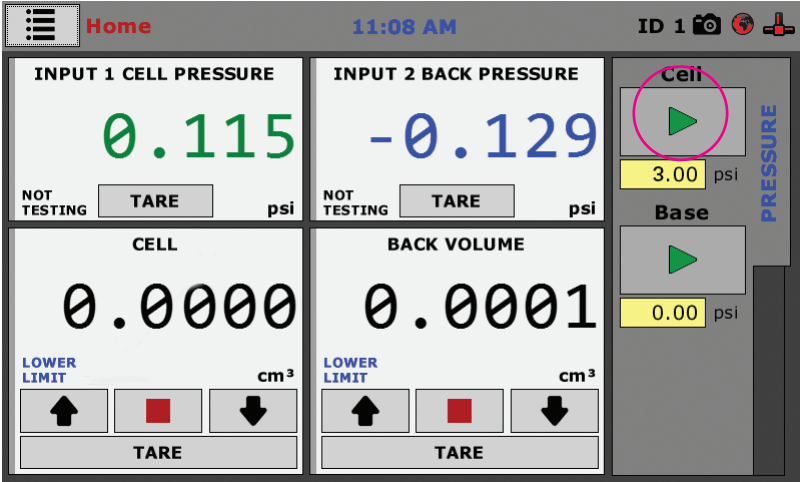 Home
11:08 AM
ID 1
INPUT 1 CELL PRESSURE
0.115
NOT
TESTING
TARE
psi
INPUT 2 BACK PRESSURE
-0.129
NOT
TESTING
TARE
psi
Cell
3.00 psi
Base
0.00 psi
PRESSURE
CELL
0.0000
LOWER
LIMIT
cm³
TARE
BACK VOLUME
0.0001
LOWER
LIMIT
cm³
TARE